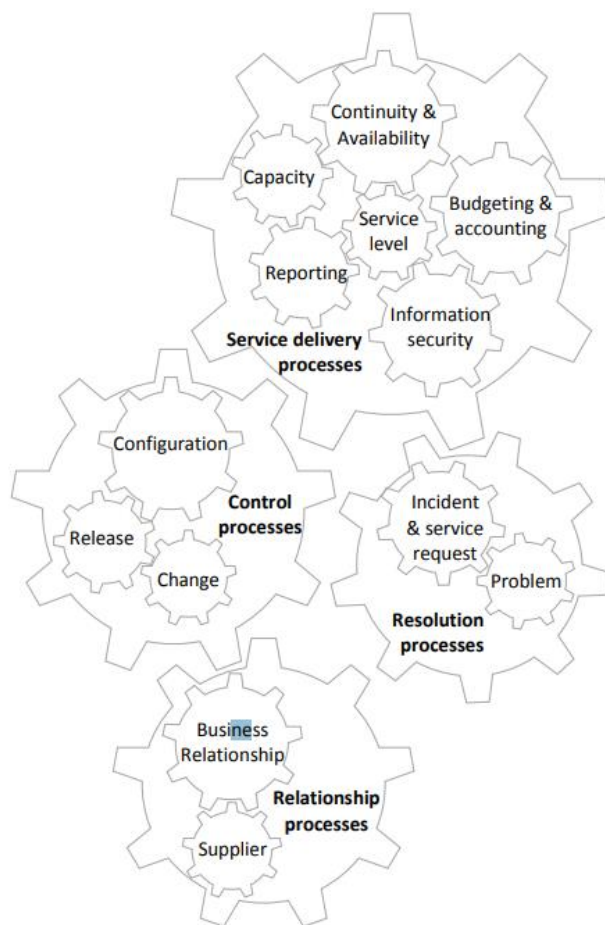 Continuity &
Availability
Capacity
Budgeting &
accounting
Service
level
Reporting
Information
security
Service delivery
processes
Configuration
Control
processes
Release
Change
Incident
& service
request
Problem
Resolution
processes
Business
Relationship
Relationship
processes
Supplier